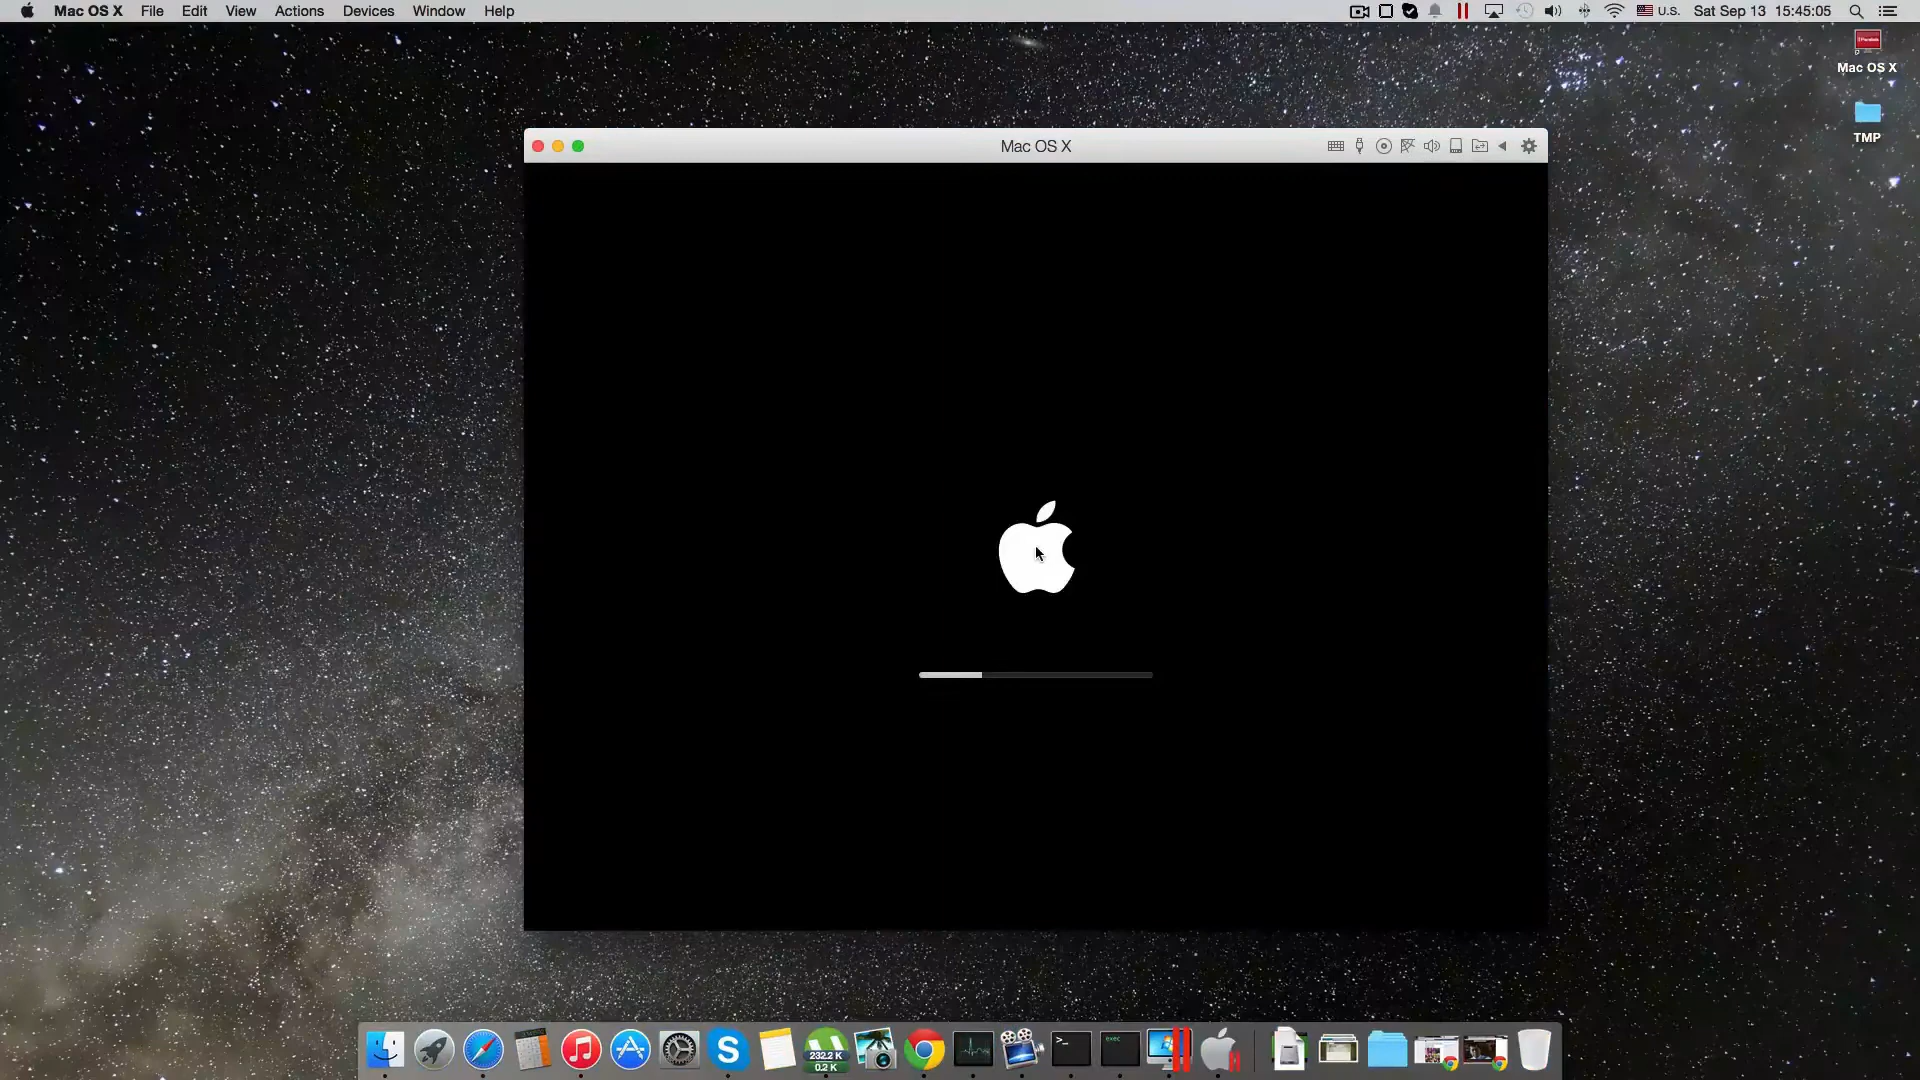 Mac OS X File Edit View Actions Devices Window Help U.S. Sat Sep 13 15:45:05
Mac OS X
TMP
Mac OS X
232.2 K
0.2 K
>_
exec